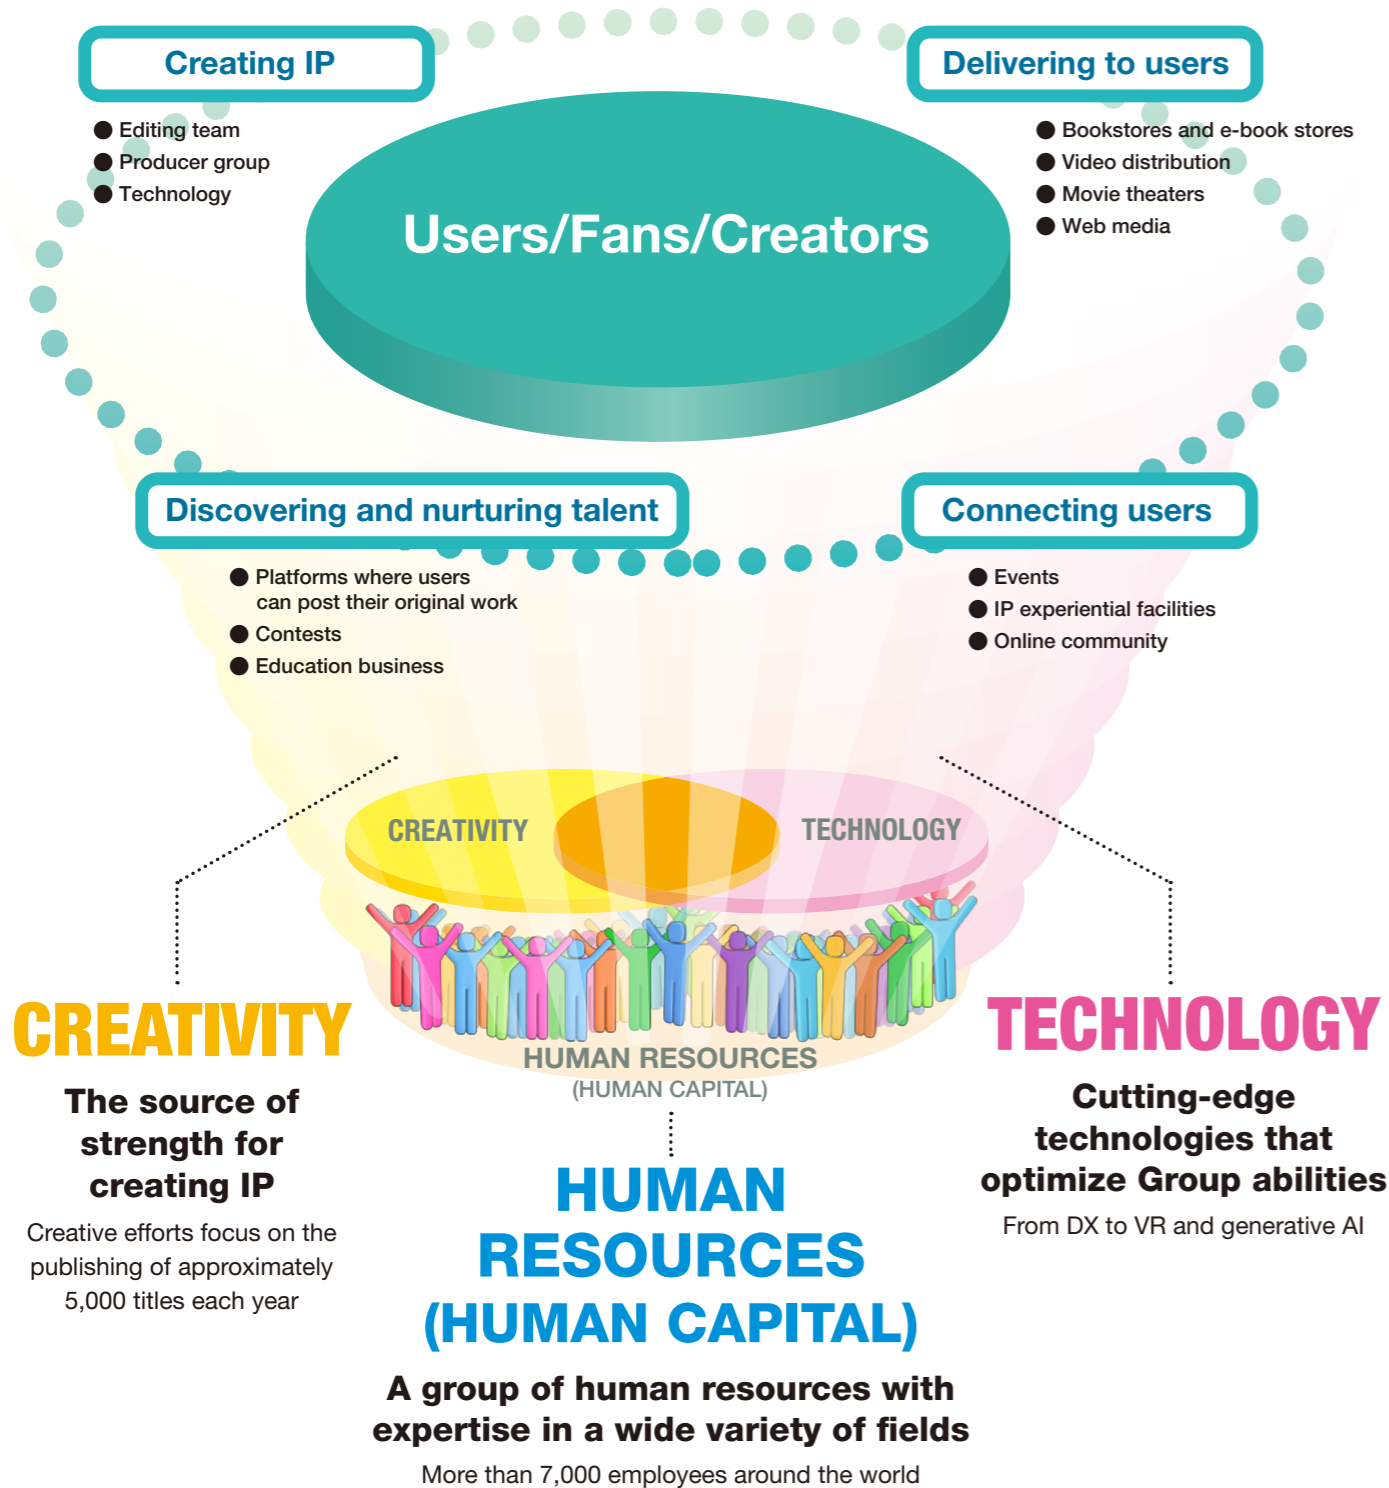 Creating IP
● Editing team
● Producer group
● Technology
Delivering to users
● Bookstores and e-book stores
● Video distribution
● Movie theaters
● Web media
Users/Fans/Creators
Discovering and nurturing talent
● Platforms where users
can post their original work
● Contests
● Education business
Connecting users
● Events
● IP experiential facilities
● Online community
CREATIVITY
TECHNOLOGY
HUMAN RESOURCES
(HUMAN CAPITAL)
CREATIVITY
The source of
strength for
creating IP
Creative efforts focus on the
publishing of approximately
5,000 titles each year
HUMAN
RESOURCES
(HUMAN CAPITAL)
A group of human resources with
expertise in a wide variety of fields
More than 7,000 employees around the world
TECHNOLOGY
Cutting-edge
technologies that
optimize Group abilities
From DX to VR and generative AI